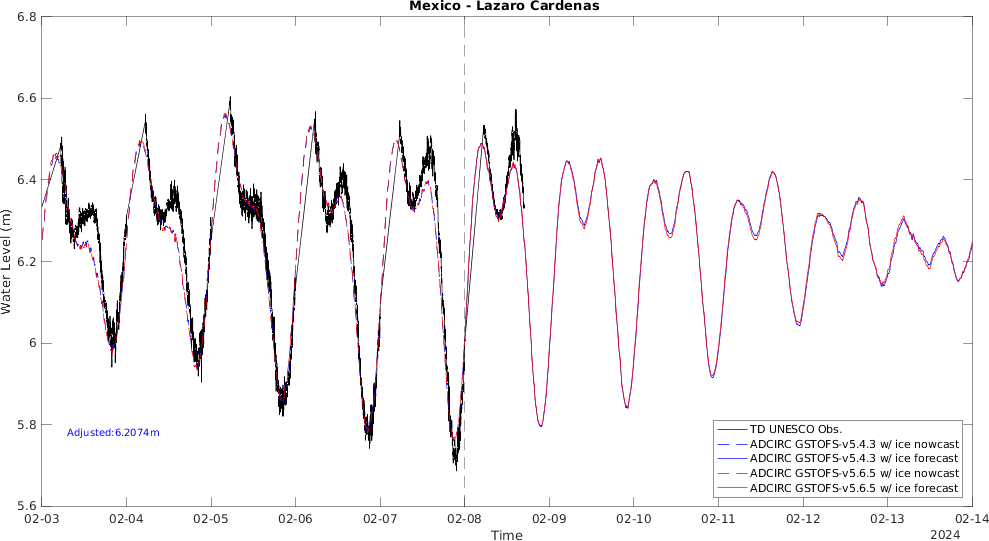 Mexico - Lazaro Cardenas
6.8
6.6
6.4
6.2
6
5.8
5.6
Water Level (m)
Adjusted:6.2074m
TD UNESCO Obs.
ADCIRC GSTOFS-v5.4.3 w/ ice nowcast
ADCIRC GSTOFS-v5.4.3 w/ ice forecast
ADCIRC GSTOFS-v5.6.5 w/ ice nowcast
ADCIRC GSTOFS-v5.6.5 w/ ice forecast
02-03 02-04 02-05 02-06 02-07 02-08 02-09 02-10 02-11 02-12 02-13 02-14
Time
2024